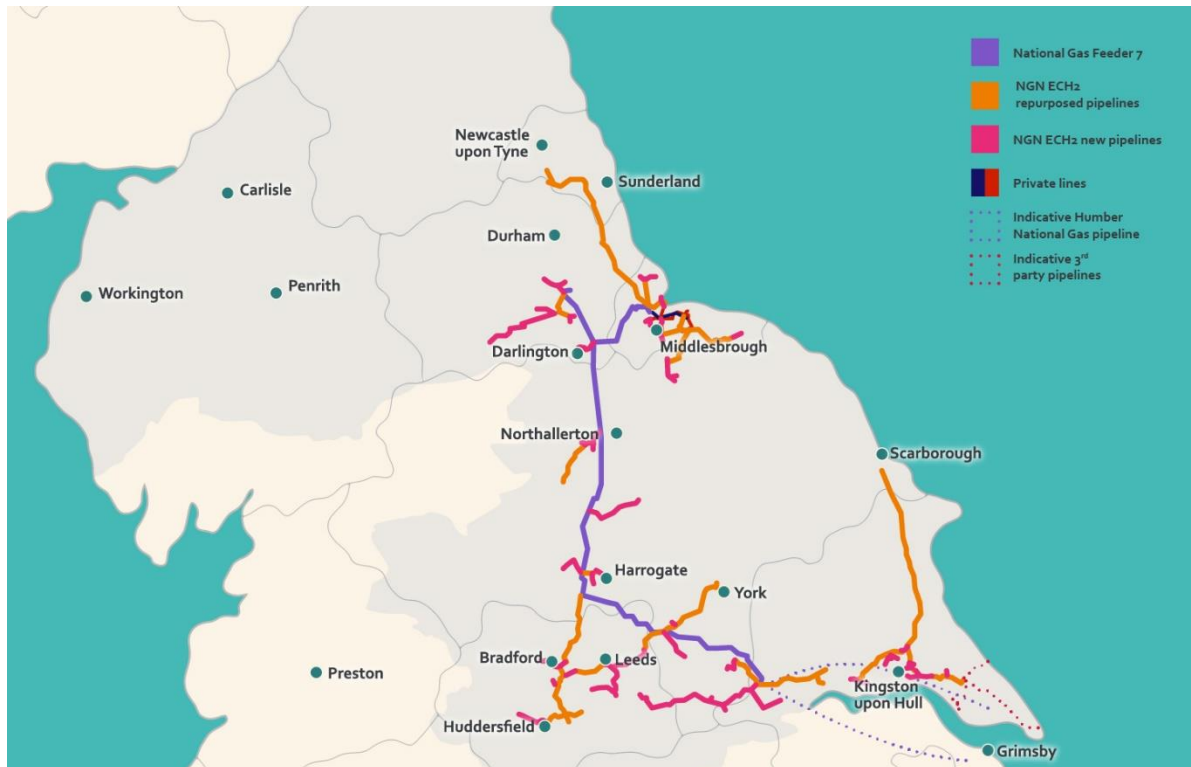 National Gas Feeder 7
NGN ECH2
repurposed pipelines
NGN ECH2 new pipelines
Private lines
Indicative Humber
National Gas pipeline
Indicative 3rd
party pipelines
Newcastle
upon Tyne
Carlisle
Sunderland
Durham
Workington
Penrith
Darlington
Middlesbrough
Northallerton
Scarborough
Harrogate
York
Bradford
Leeds
Preston
Kingston
upon Hull
Huddersfield
Grimsby